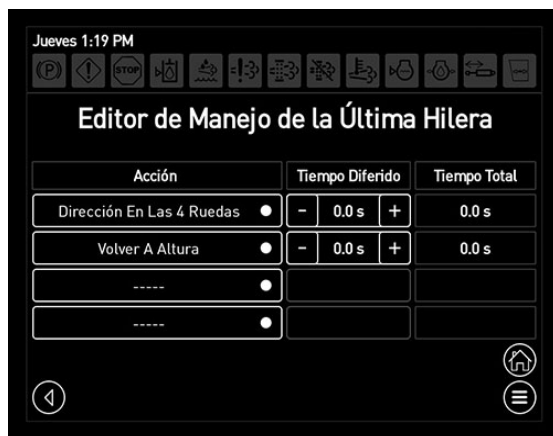 Jueves 1:19 PM
(P) STOP
Editor de Manejo de la Última Hilera
Acción Tiempo Diferido Tiempo Total
Dirección En Las 4 Ruedas - 0.0 s + 0.0 s
Volver A Altura - 0.0 s + 0.0 s
-----
-----